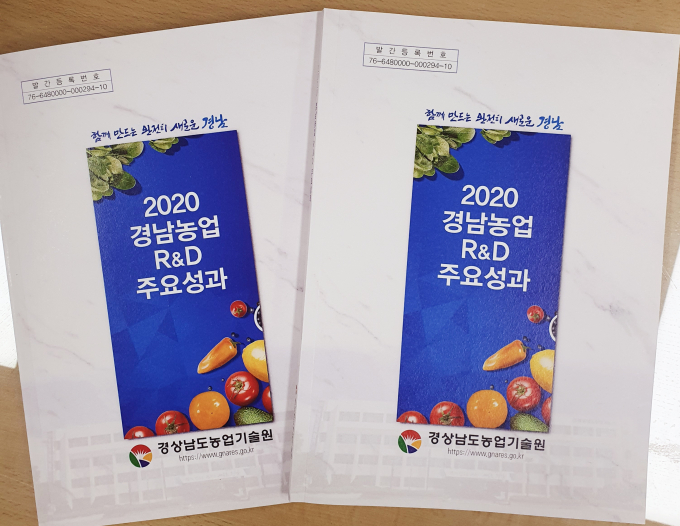 발 간 등 록 번 호
76-6480000-000294-10
함께 만드는 완전히 새로운 경남
2020
경남농업
R&D
주요성과
경상남도농업기술원
https://www.gnares.go.kr
발 간 등 록 번 호
76-6480000-000294-10
함께 만드는 완전히 새로운 경남
2020
경남농업
R&D
주요성과
경상남도농업기술원
https://www.gnares.go.kr